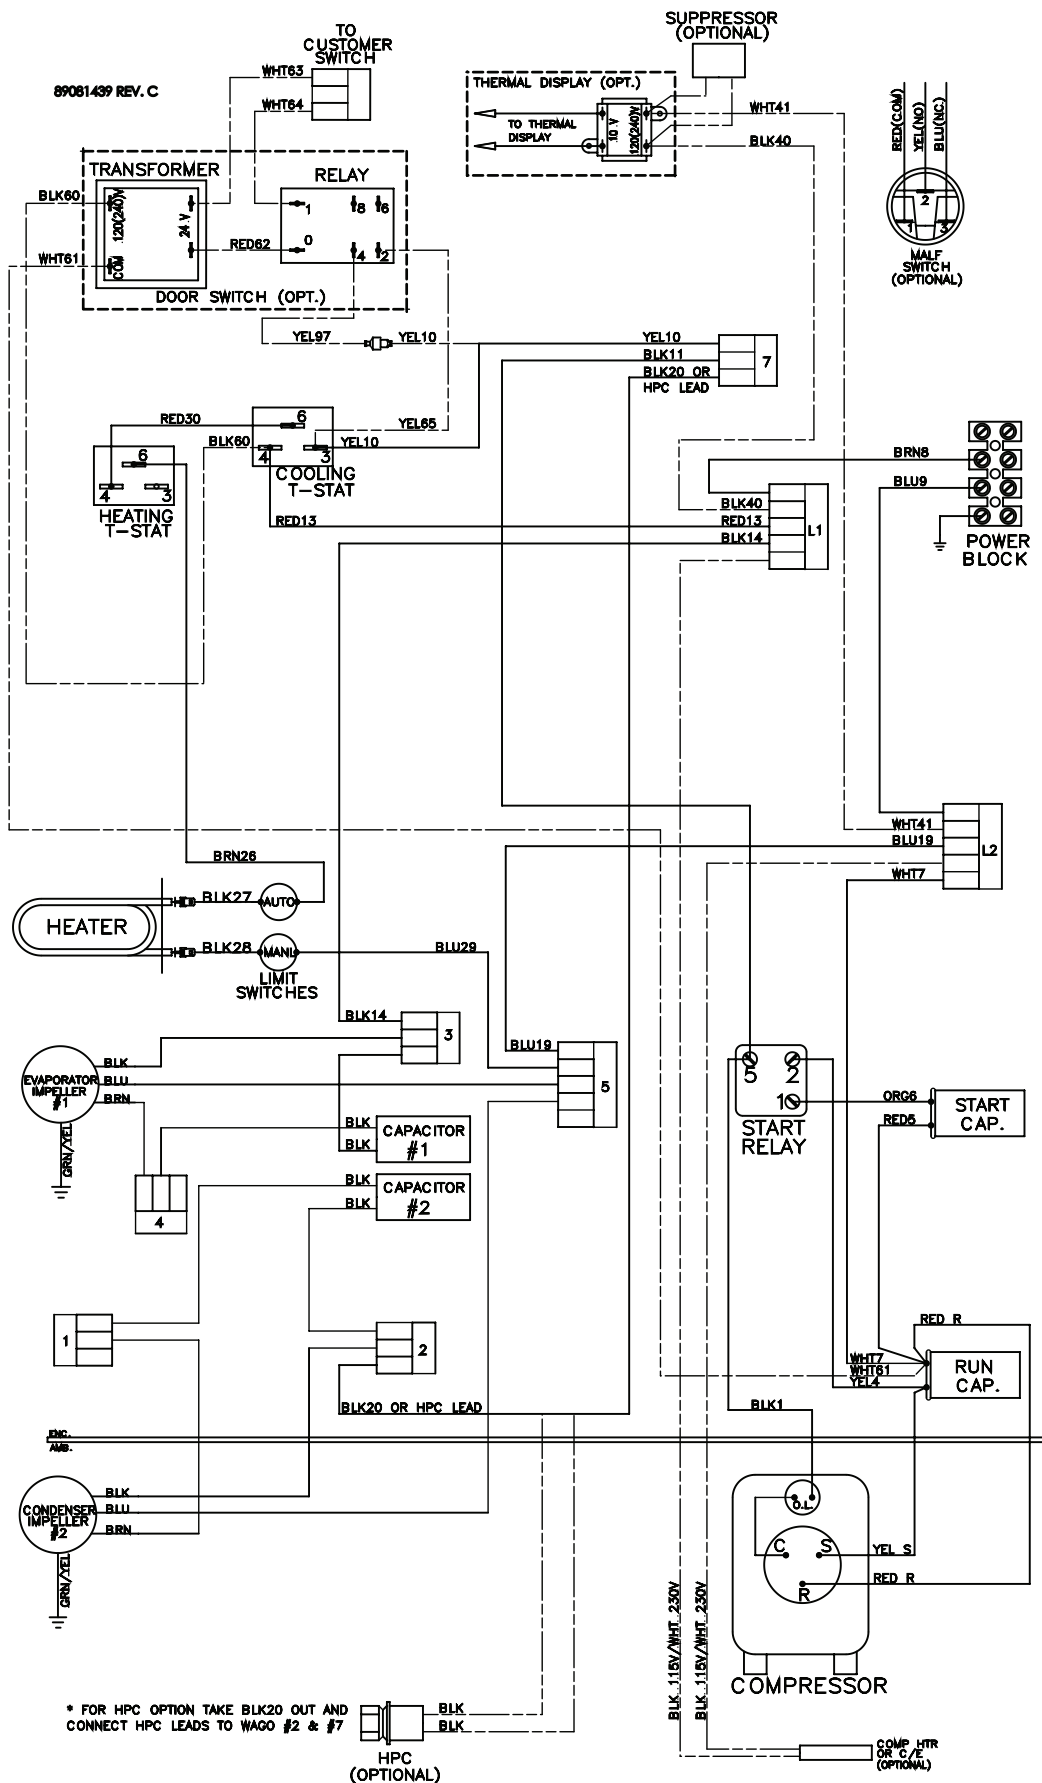 SUPPRESSOR
(OPTIONAL)
TO
CUSTOMER
SWITCH
WHT63
89081439 REV. C
THERMAL DISPLAY (OPT.)
WHT64
WHT41
TO THERMAL
DISPLAY
.10 V
120(240)V
BLK40
RED(COM)
YEL(NO)
BLU(NC.)
TRANSFORMER
RELAY
BLK60
.120(240)V
24 V
COM
1
8
6
2
1
3
RED62
0
4
2
WHT61
MALF
SWITCH
(OPTIONAL)
DOOR SWITCH (OPT.)
YEL97
YEL10
YEL10
BLK11
7
BLK20 OR
HPC LEAD
RED30
6
YEL65
BLK60
YEL10
4
3
6
COOLING
T-STAT
4
3
HEATING
T-STAT
BRN8
BLU9
BLK40
RED13
RED13
L1
BLK14
POWER
BLOCK
WHT41
BLU19
L2
WHT7
BRN26
BLK27
AUTO
HEATER
BLK28
MANL
BLU29
LIMIT
SWITCHES
BLK14
3
BLU19
5
BLK
EVAPORATOR
IMPELLER
#1
BLU
BRN
GRN/YEL
5
2
1
START
RELAY
ORG6
RED5
START
CAP.
BLK
CAPACITOR
#1
BLK
BLK
CAPACITOR
#2
BLK
4
1
2
RED R
WHT7
WHT61
YEL4
RUN
CAP.
BLK20 OR HPC LEAD
BLK1
ENC.
AMB.
BLK
CONDENSER
IMPELLER
#2
BLU
BRN
GRN/YEL
O.L.
C
S
R
YEL S
RED R
BLK 115V/WHT 230V
BLK 115V/WHT 230V
COMPRESSOR
* FOR HPC OPTION TAKE BLK20 OUT AND
CONNECT HPC LEADS TO WAGO #2 & #7
BLK
BLK
HPC
(OPTIONAL)
COMP HTR
OR C/E
(OPTIONAL)